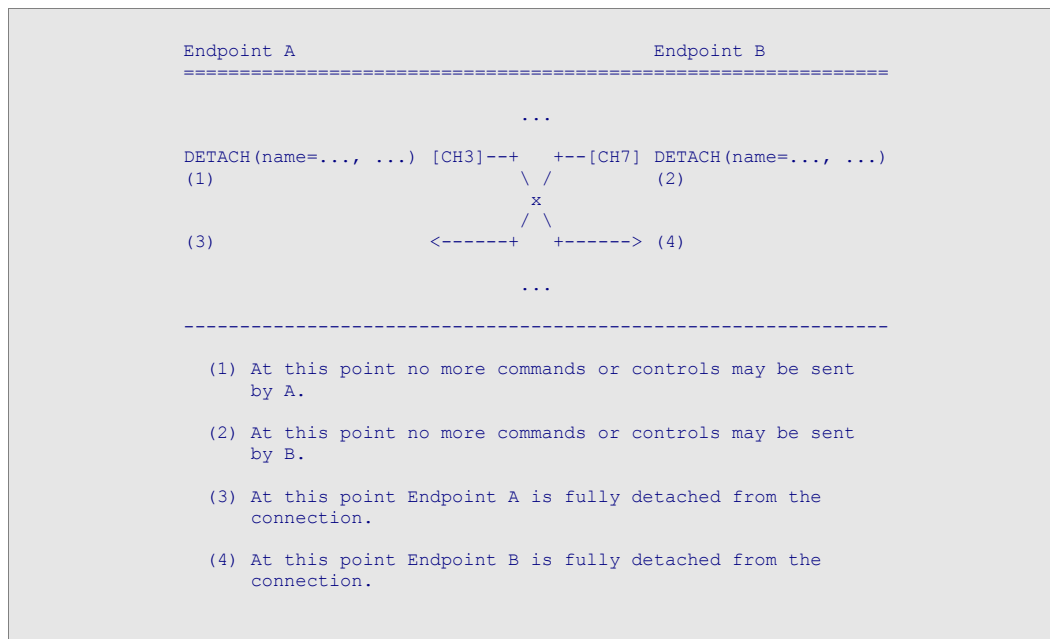 Endpoint A                                Endpoint B
===============================================================
...
DETACH(name=..., ...) [CH3]--+   +--[CH7] DETACH(name=..., ...)
(1)                           \ /         (2)
x
/ \
(3)                   <------+   +------> (4)
...
---------------------------------------------------------------
(1) At this point no more commands or controls may be sent
by A.
(2) At this point no more commands or controls may be sent
by B.
(3) At this point Endpoint A is fully detached from the
connection.
(4) At this point Endpoint B is fully detached from the
connection.